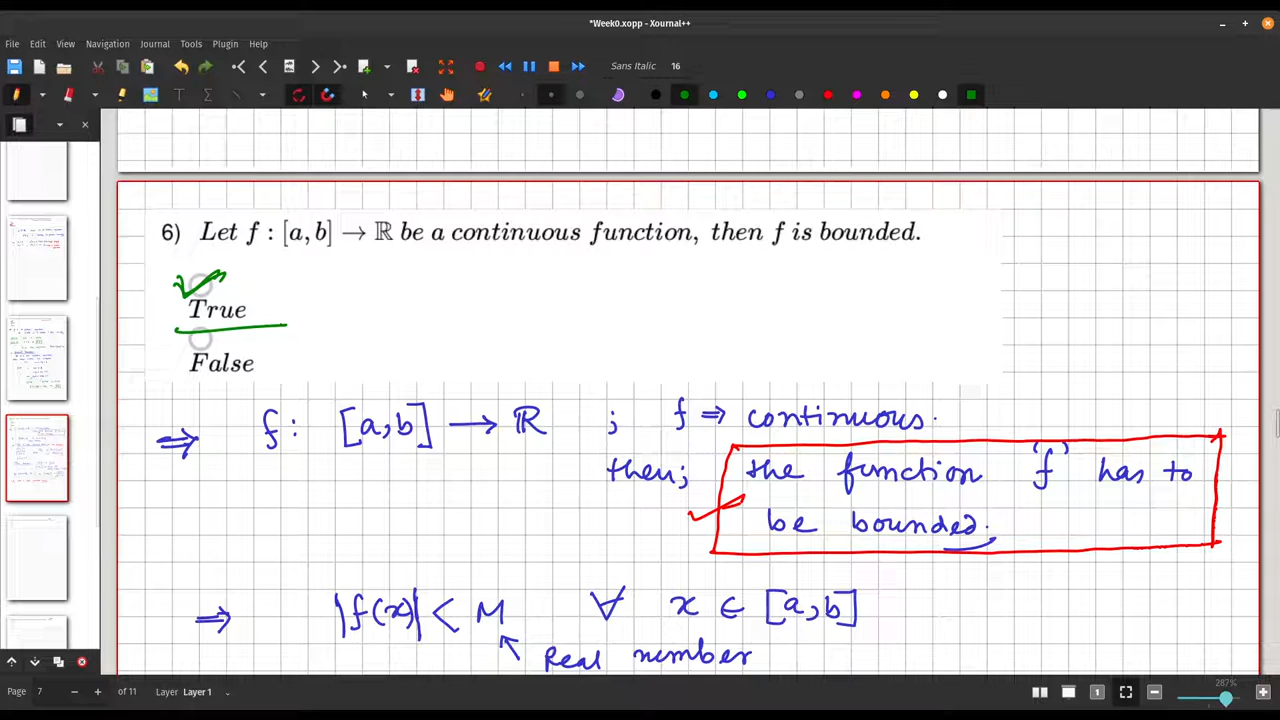 *Week0.xopp - Xournal++
File Edit View Navigation Journal Tools Plugin Help
Sans Italic 16
6) Let f : [a, b] → ℝ be a continuous function, then f is bounded.
True
False
⇒ f : [a,b] → ℝ ; f ⇒ continuous.
then; the function 'f' has to
be bounded.
⇒ |f(x)| < M ∀ x ∈ [a,b]
Real number
Page 7 of 11 Layer Layer 1
287%